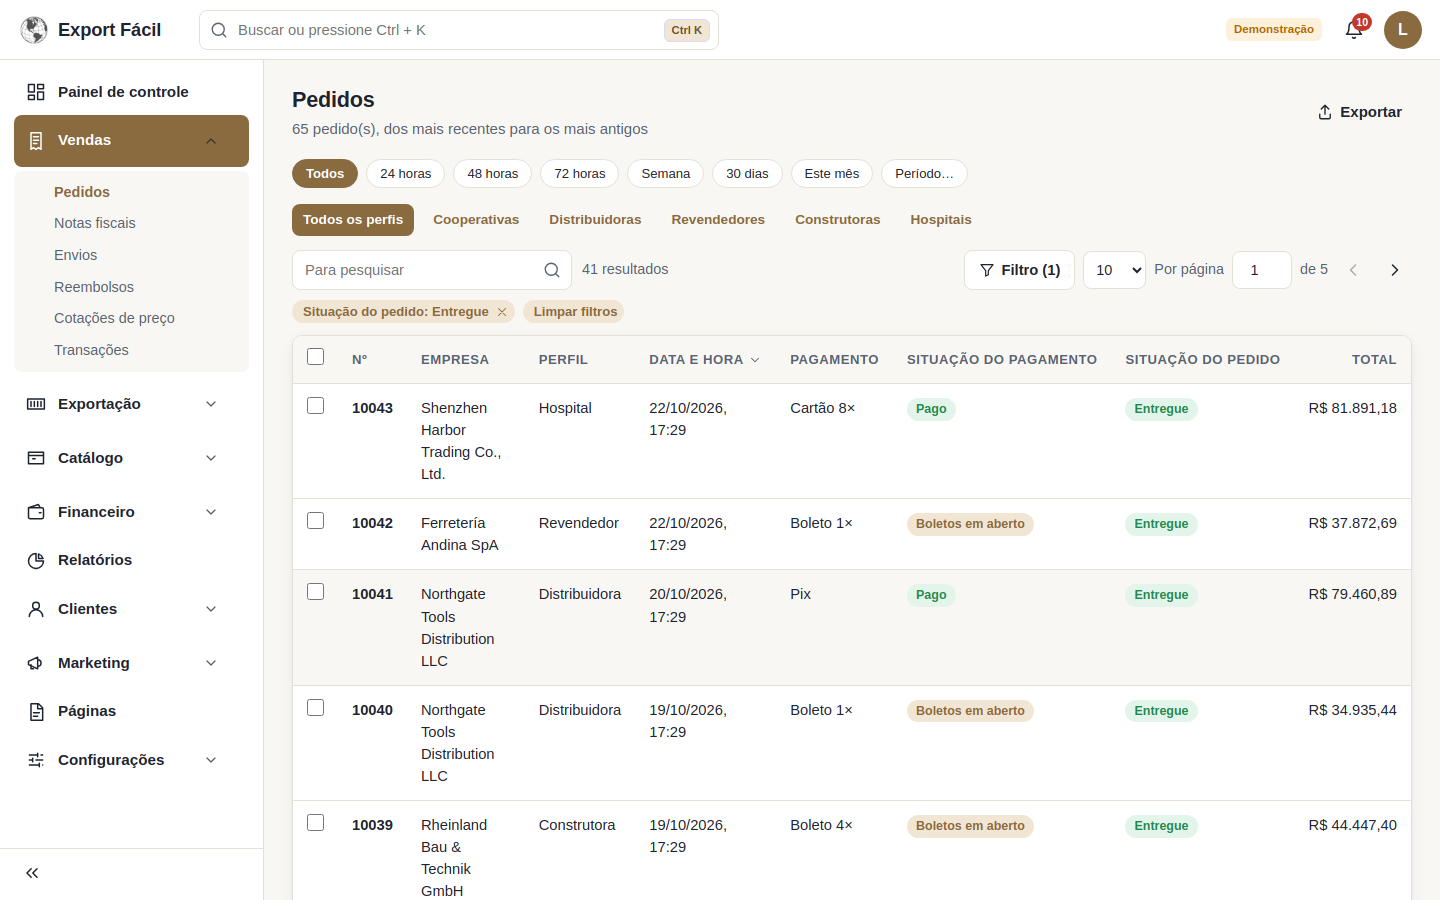 Export Fácil
Buscar ou pressione Ctrl + K
Ctrl K
Demonstração
10
L
Painel de controle
Vendas
Pedidos
Notas fiscais
Envios
Reembolsos
Cotações de preço
Transações
Exportação
Catálogo
Financeiro
Relatórios
Clientes
Marketing
Páginas
Configurações
Pedidos
65 pedido(s), dos mais recentes para os mais antigos
Exportar
Todos 24 horas 48 horas 72 horas Semana 30 dias Este mês Período…
Todos os perfis Cooperativas Distribuidoras Revendedores Construtoras Hospitais
Para pesquisar 41 resultados Filtro (1) 10 Por página 1 de 5
Situação do pedido: Entregue Limpar filtros
Nº EMPRESA PERFIL DATA E HORA PAGAMENTO SITUAÇÃO DO PAGAMENTO SITUAÇÃO DO PEDIDO TOTAL
10043 Shenzhen Hospital 22/10/2026, Cartão 8× Pago Entregue R$ 81.891,18
Harbor 17:29
Trading Co.,
Ltd.
10042 Ferretería Revendedor 22/10/2026, Boleto 1× Boletos em aberto Entregue R$ 37.872,69
Andina SpA 17:29
10041 Northgate Distribuidora 20/10/2026, Pix Pago Entregue R$ 79.460,89
Tools 17:29
Distribution
LLC
10040 Northgate Distribuidora 19/10/2026, Boleto 1× Boletos em aberto Entregue R$ 34.935,44
Tools 17:29
Distribution
LLC
10039 Rheinland Construtora 19/10/2026, Boleto 4× Boletos em aberto Entregue R$ 44.447,40
Bau & 17:29
Technik
GmbH